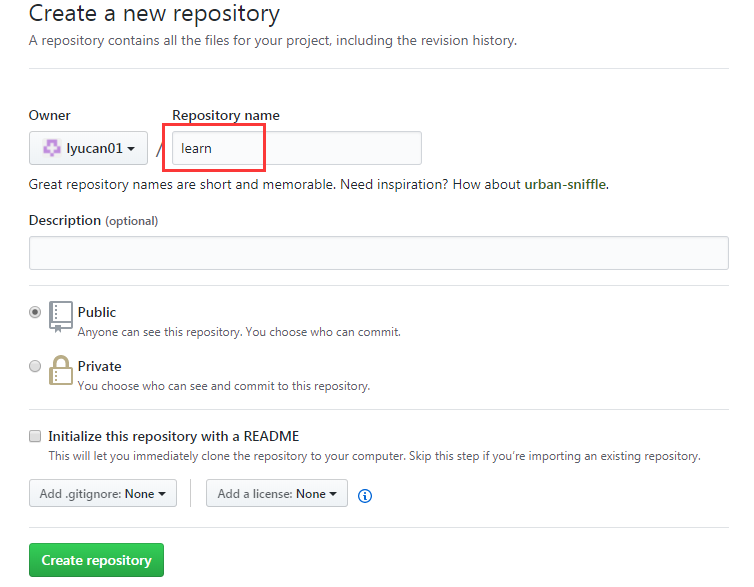 Create a new repository
A repository contains all the files for your project, including the revision history.
Owner Repository name
lyucan01 / learn
Great repository names are short and memorable. Need inspiration? How about urban-sniffle.
Description (optional)
Public
Anyone can see this repository. You choose who can commit.
Private
You choose who can see and commit to this repository.
Initialize this repository with a README
This will let you immediately clone the repository to your computer. Skip this step if you’re importing an existing repository.
Add .gitignore: None Add a license: None
Create repository